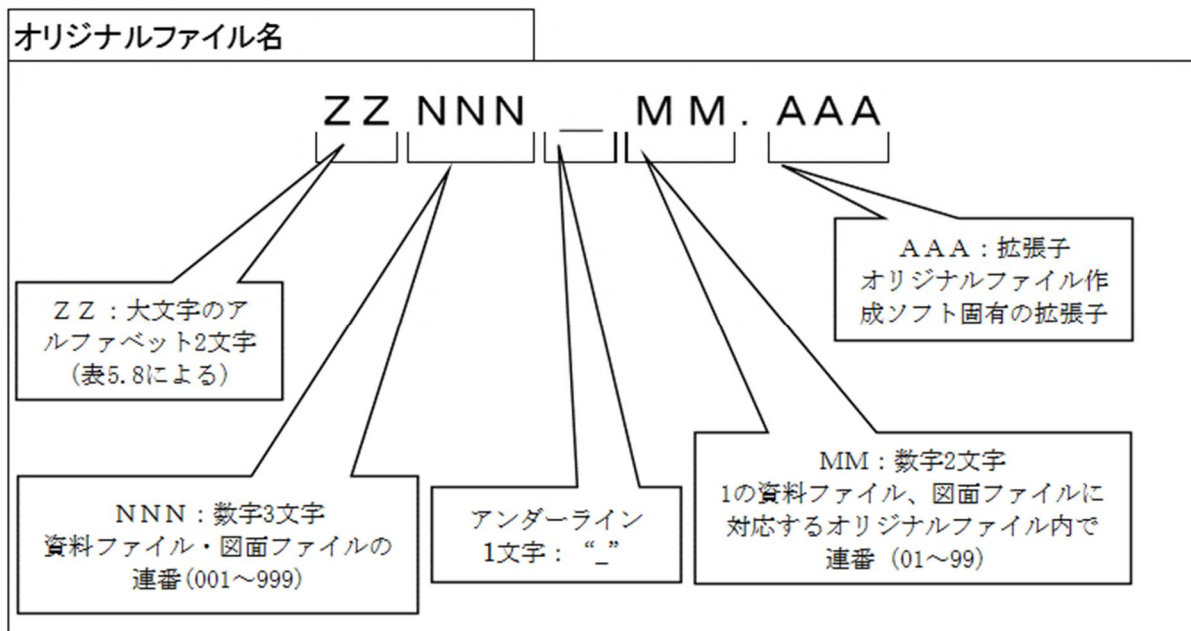 オリジナルファイル名
ＺＺ ＮＮＮ ＿ ＭＭ．ＡＡＡ
ＡＡＡ：拡張子
オリジナルファイル作
成ソフト固有の拡張子
ＺＺ：大文字のア
ルファベット2文字
(表5.8による)
ＮＮＮ：数字3文字
資料ファイル・図面ファイルの
連番(001～999)
アンダーライン
1文字：“_”
ＭＭ：数字2文字
1の資料ファイル、図面ファイルに
対応するオリジナルファイル内で
連番（01～99）